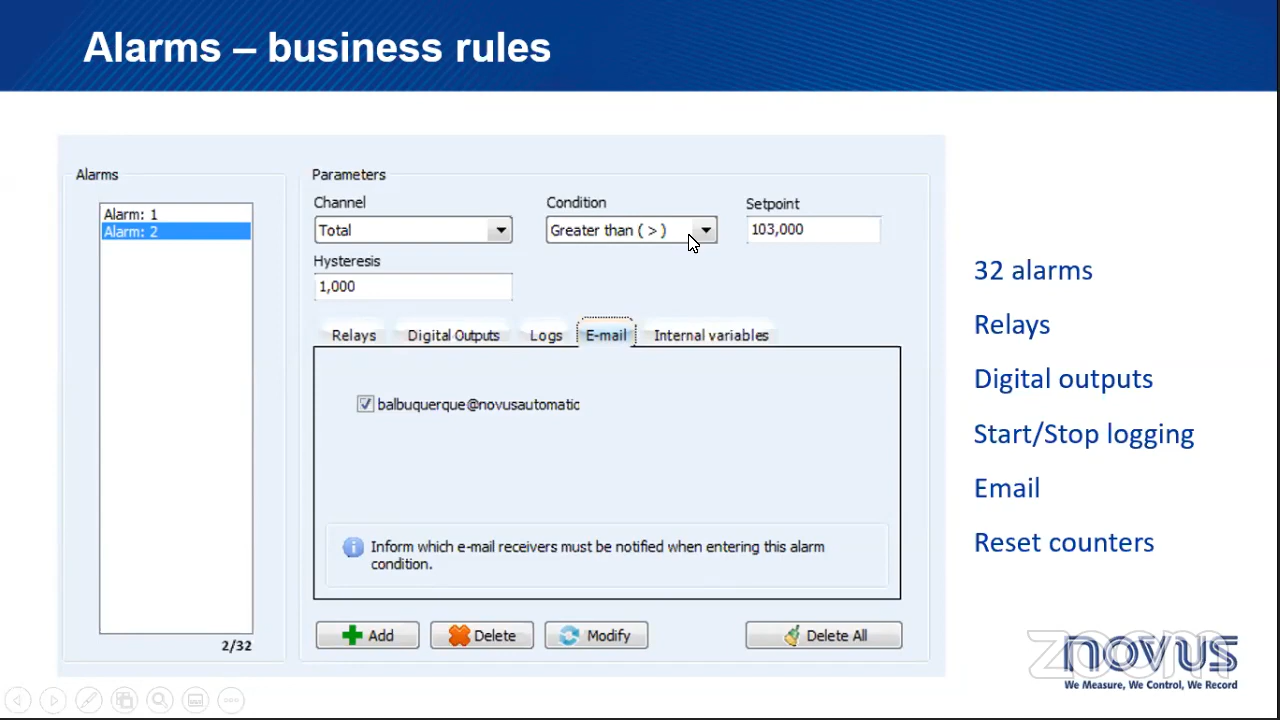 Alarms – business rules
Alarms
Alarm: 1
Alarm: 2
2/32
Parameters
Channel
Condition
Setpoint
Total
Greater than ( > )
103,000
Hysteresis
1,000
Relays
Digital Outputs
Logs
E-mail
Internal variables
balbuquerque@novusautomatic
Inform which e-mail receivers must be notified when entering this alarm
condition.
Add
Delete
Modify
Delete All
32 alarms
Relays
Digital outputs
Start/Stop logging
Email
Reset counters
zoom
novus
We Measure, We Control, We Record